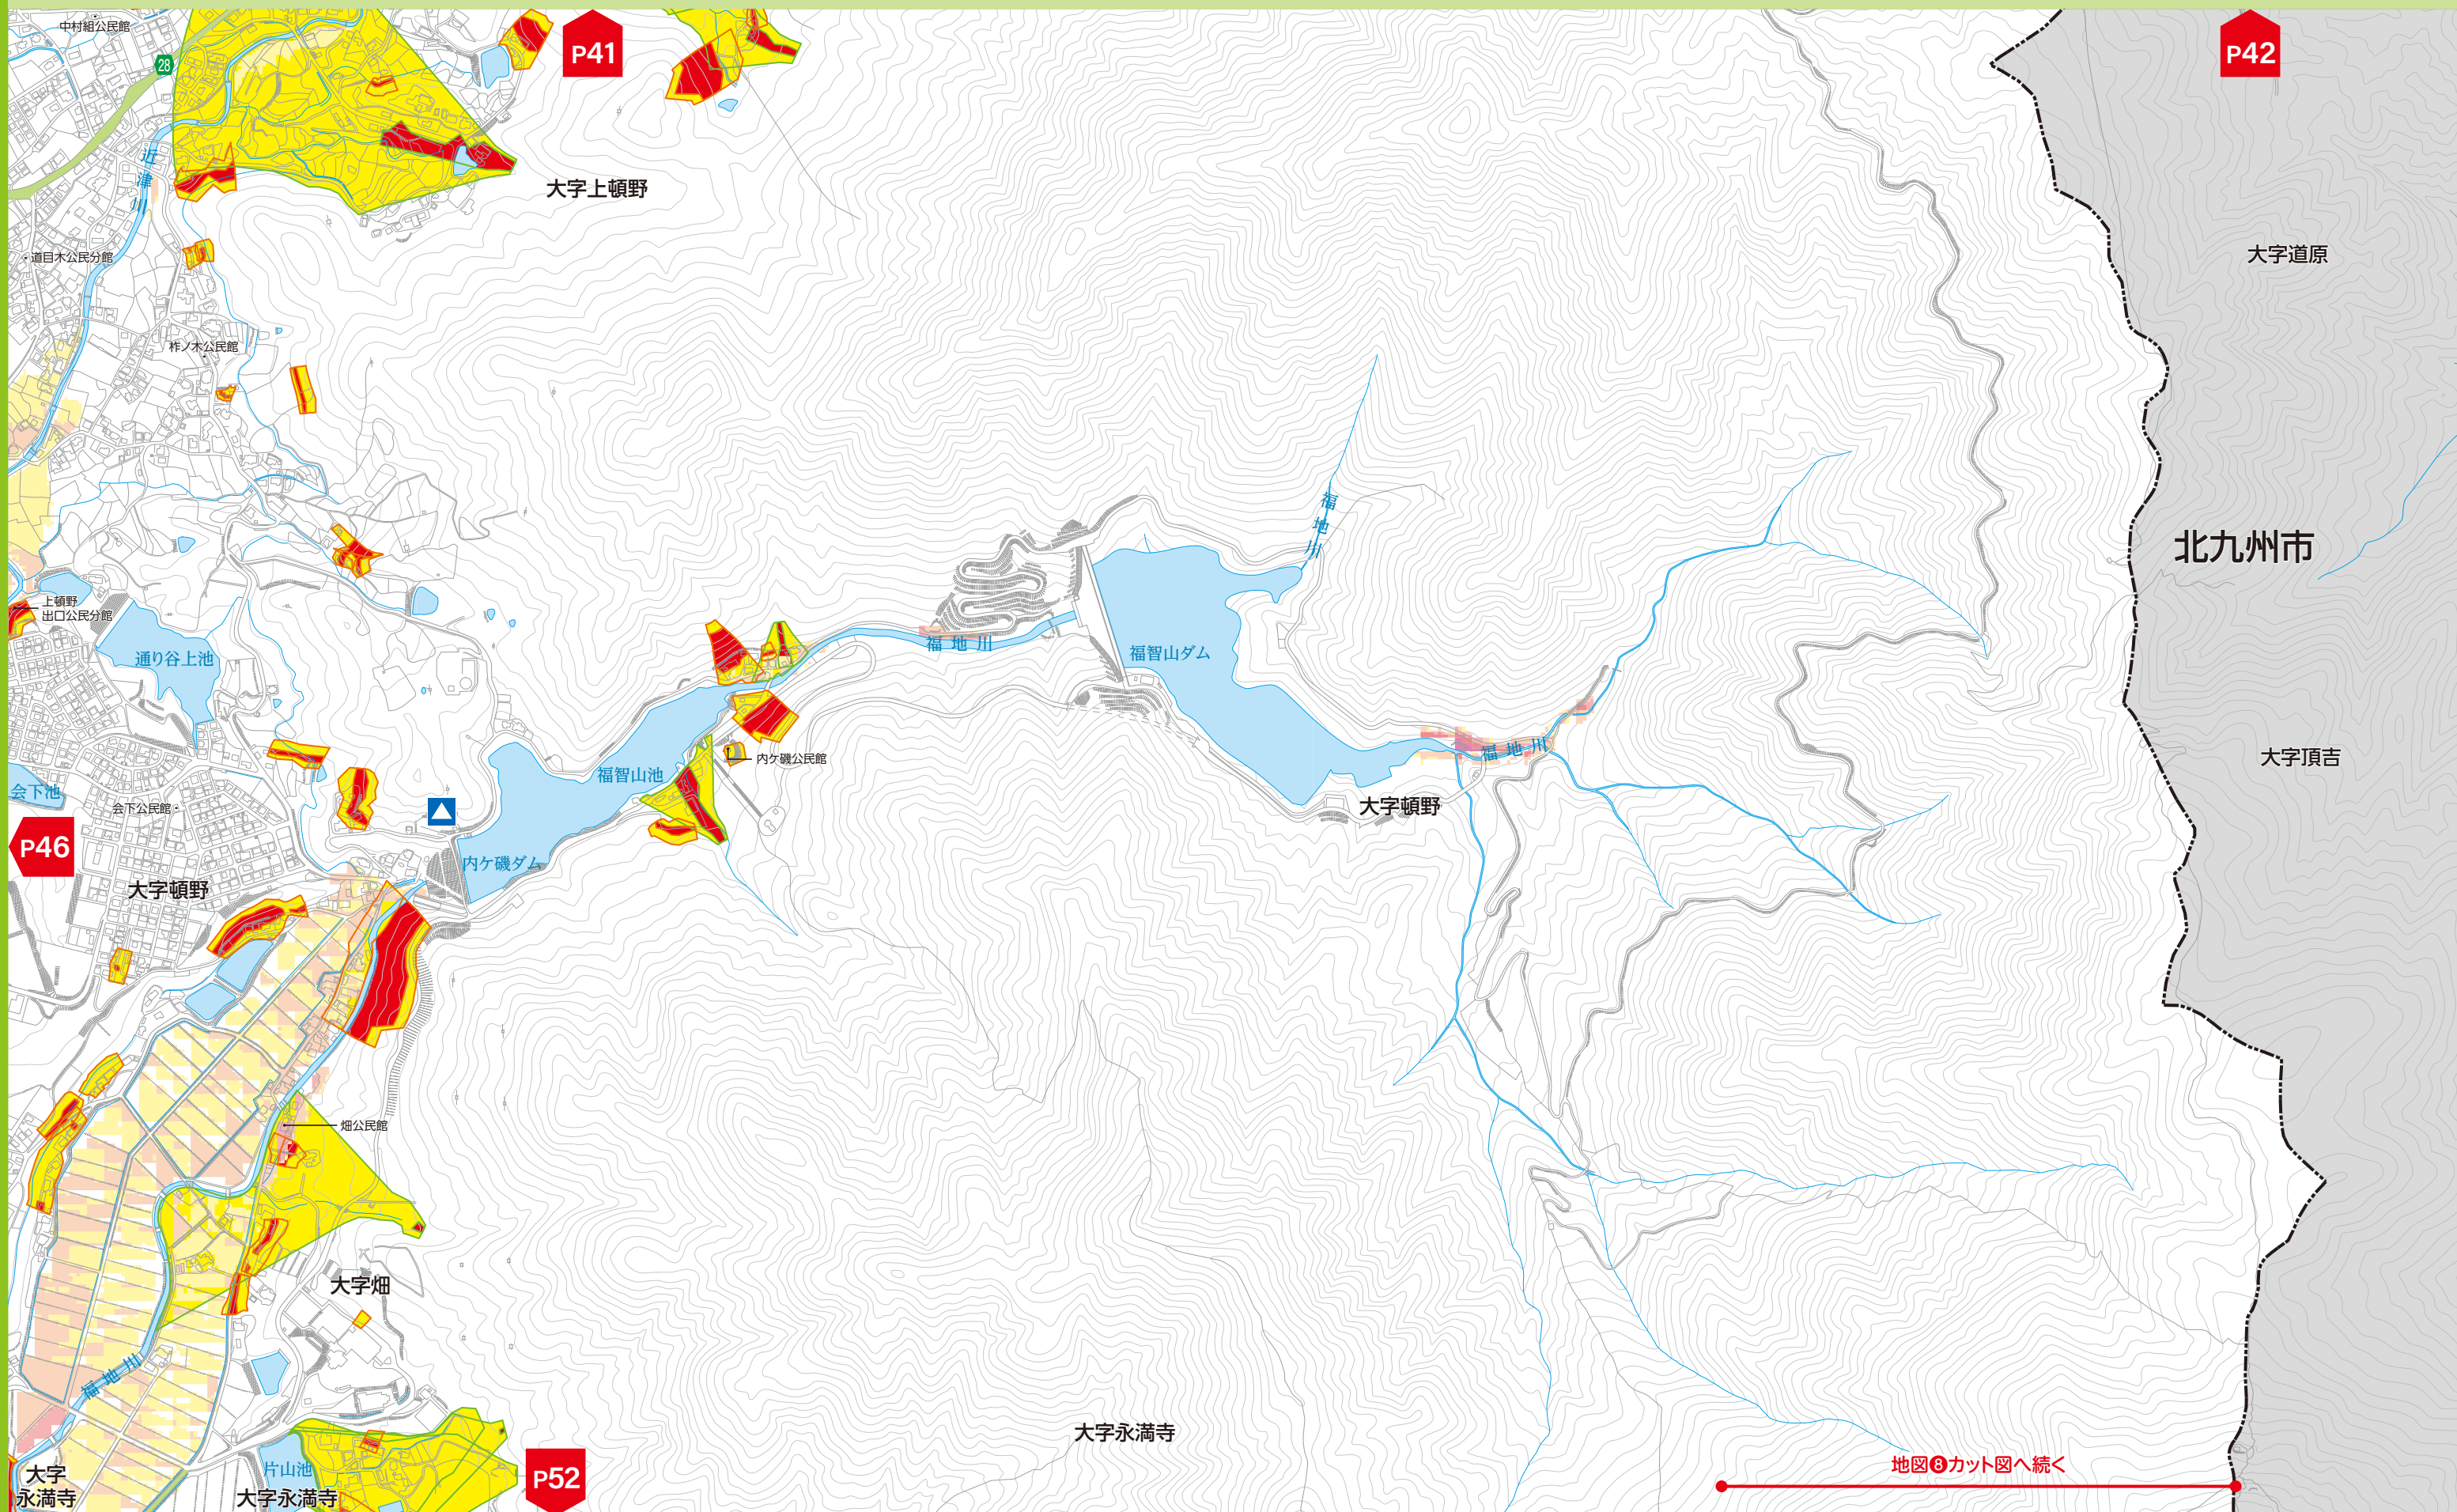 中村組公民館
28
P41
P42
近津川
大字上頓野
道目木公民分館
大字道原
柞ノ木公民館
福地川
北九州市
上頓野
出口公民分館
通り谷上池
福地川
福智山ダム
福地川
大字頂吉
内ケ磯公民館
福智山池
会下池
会下公民館
大字頓野
P46
内ケ磯ダム
大字頓野
畑公民館
大字畑
福地川
大字永満寺
地図❽カット図へ続く
片山池
P52
大字
永満寺
大字永満寺